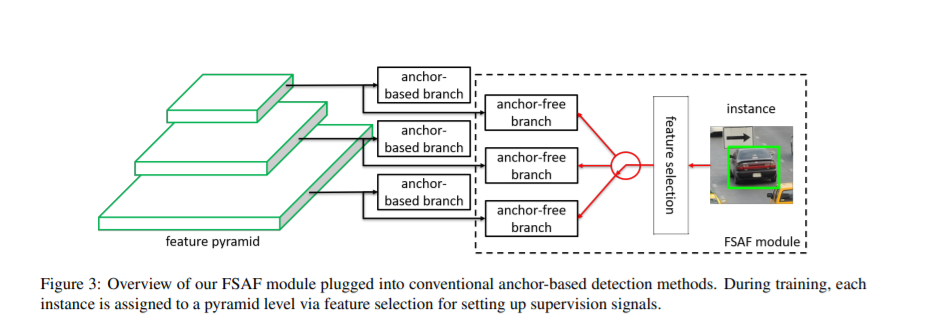 anchor-
based branch
anchor-free
branch
anchor-
based branch
anchor-free
branch
anchor-
based branch
anchor-free
branch
feature selection
instance
feature pyramid
FSAF module
Figure 3: Overview of our FSAF module plugged into conventional anchor-based detection methods. During training, each
instance is assigned to a pyramid level via feature selection for setting up supervision signals.